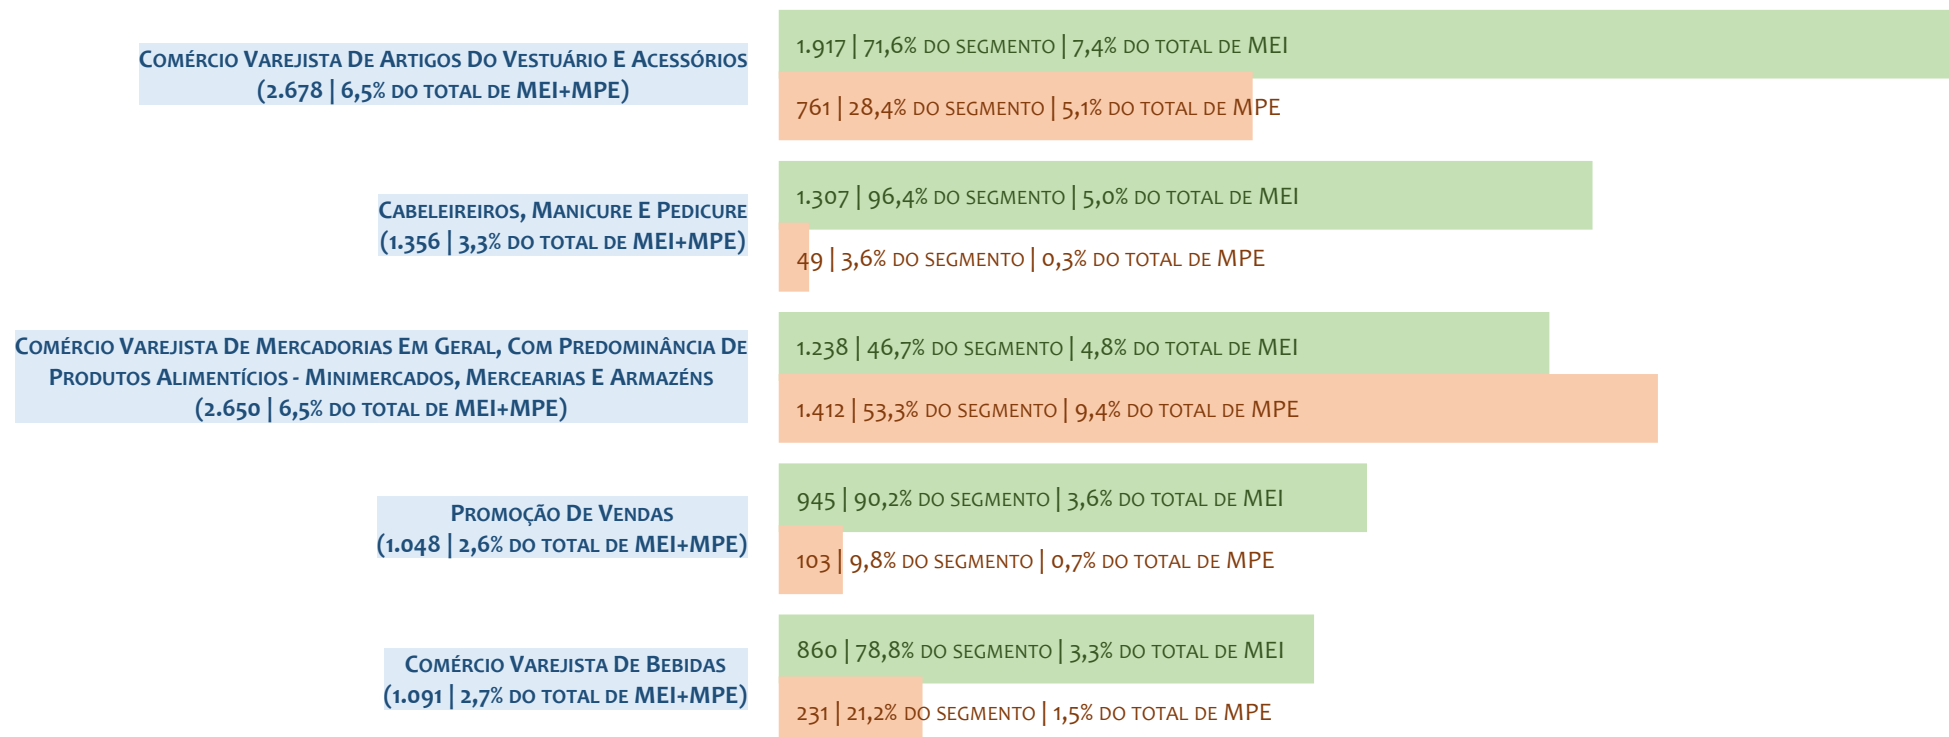 Comércio Varejista De Artigos Do Vestuário E Acessórios
(2.678 | 6,5% do total de MEI+MPE)
1.917 | 71,6% do segmento | 7,4% do total de MEI
761 | 28,4% do segmento | 5,1% do total de MPE
Cabeleireiros, Manicure E Pedicure
(1.356 | 3,3% do total de MEI+MPE)
1.307 | 96,4% do segmento | 5,0% do total de MEI
49 | 3,6% do segmento | 0,3% do total de MPE
Comércio Varejista De Mercadorias Em Geral, Com Predominância De
Produtos Alimentícios - Minimercados, Mercearias E Armazéns
(2.650 | 6,5% do total de MEI+MPE)
1.238 | 46,7% do segmento | 4,8% do total de MEI
1.412 | 53,3% do segmento | 9,4% do total de MPE
Promoção De Vendas
(1.048 | 2,6% do total de MEI+MPE)
945 | 90,2% do segmento | 3,6% do total de MEI
103 | 9,8% do segmento | 0,7% do total de MPE
Comércio Varejista De Bebidas
(1.091 | 2,7% do total de MEI+MPE)
860 | 78,8% do segmento | 3,3% do total de MEI
231 | 21,2% do segmento | 1,5% do total de MPE